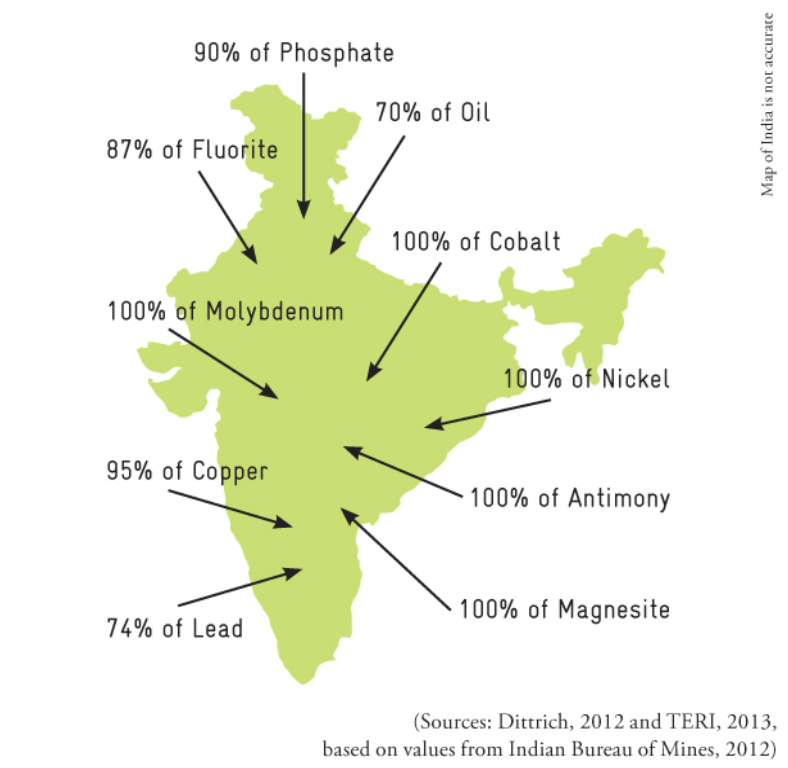 90% of Phosphate
70% of Oil
87% of Fluorite
100% of Cobalt
100% of Molybdenum
100% of Nickel
95% of Copper
100% of Antimony
100% of Magnesite
74% of Lead
Map of India is not accurate
(Sources: Dittrich, 2012 and TERI, 2013,
based on values from Indian Bureau of Mines, 2012)